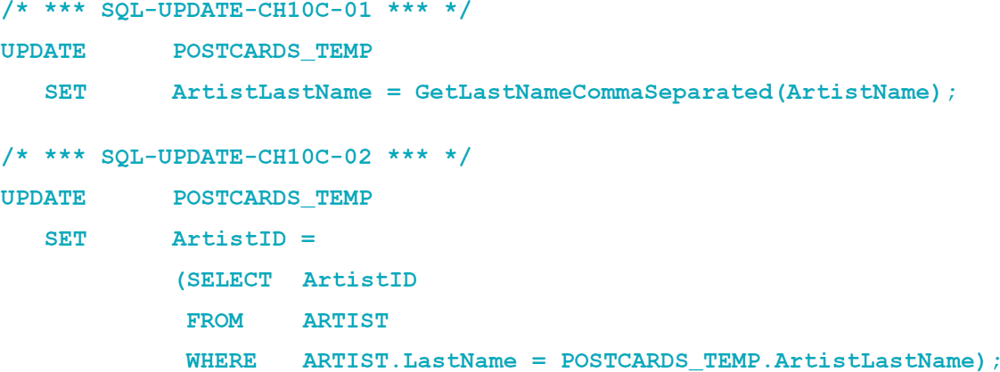 /* *** SQL-UPDATE-CH10C-01 *** */
UPDATE POSTCARDS_TEMP
SET ArtistLastName = GetLastNameCommaSeparated(ArtistName);
/* *** SQL-UPDATE-CH10C-02 *** */
UPDATE POSTCARDS_TEMP
SET ArtistID =
(SELECT ArtistID
FROM ARTIST
WHERE ARTIST.LastName = POSTCARDS_TEMP.ArtistLastName);